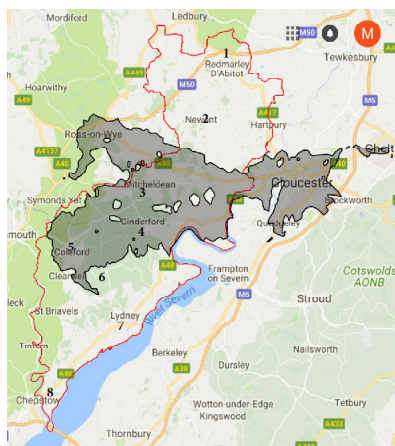 Mordiford
Ledbury
M50
M
1
Redmarley
D'Abitot
Tewkesbury
A449
Hoarwithy
A49
M50
M5
2
Newent
A417
Hartpury
Ross-on-Wye
A4137
A40
A40
A40
Chelt
Mitcheldean
3
Gloucester
Symonds Yat
Brockworth
Cinderford
4
Quedgeley
mouth
5
Coleford
A48
Clearwell
6
Frampton
on Severn
M5
Cotswolds
AONB
St Briavels
Stroud
Lydney
7
River Severn
Tintern
Nailsworth
Berkeley
A48
A38
Dursley
8
Chepstow
Wotton-under-Edge
Kingswood
Tetbury
A433
Thornbury